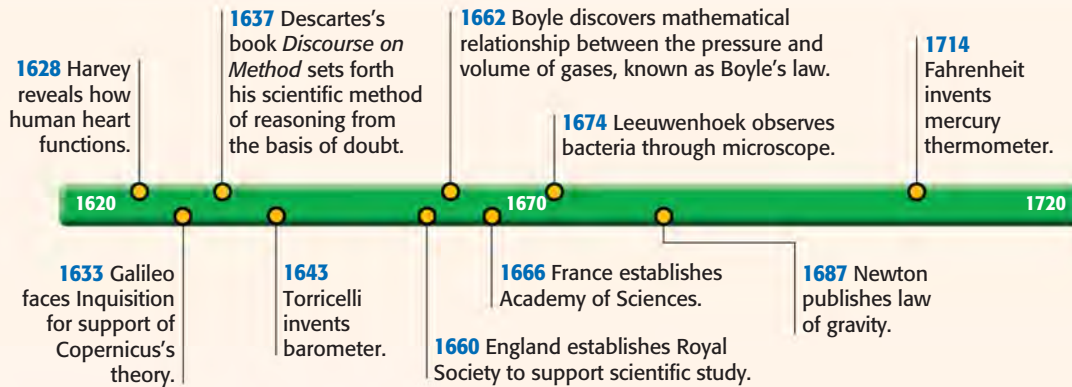 1628 Harvey
reveals how
human heart
functions.
1637 Descartes's
book Discourse on
Method sets forth
his scientific method
of reasoning from
the basis of doubt.
1662 Boyle discovers mathematical
relationship between the pressure and
volume of gases, known as Boyle's law.
1674 Leeuwenhoek observes
bacteria through microscope.
1714
Fahrenheit
invents
mercury
thermometer.
1620
1670
1720
1633 Galileo
faces Inquisition
for support of
Copernicus's
theory.
1643
Torricelli
invents
barometer.
1660 England establishes Royal
Society to support scientific study.
1666 France establishes
Academy of Sciences.
1687 Newton
publishes law
of gravity.